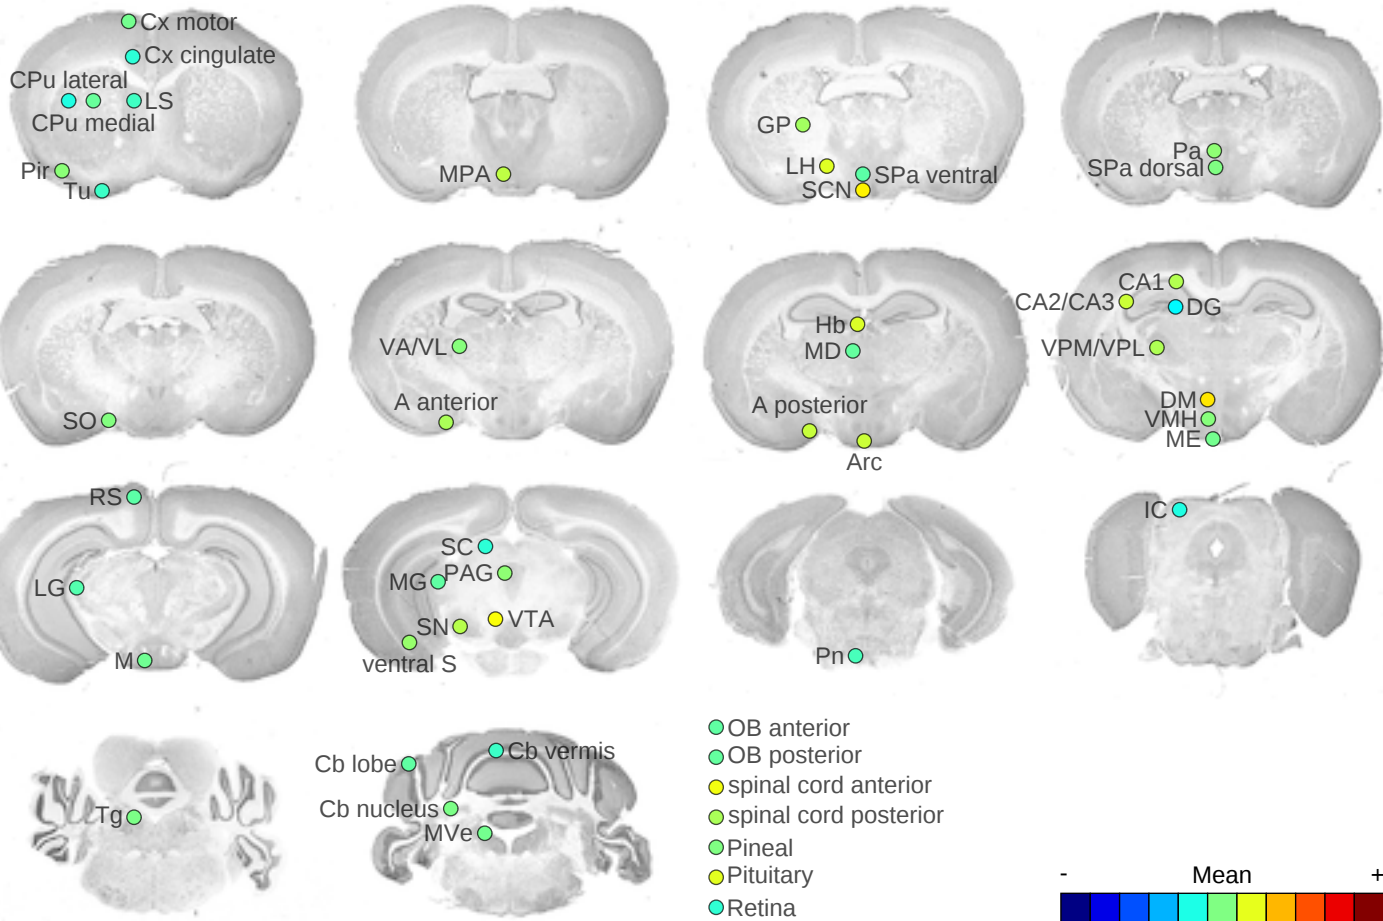 Cx motor
Cx cingulate
CPu lateral
LS
CPu medial
Pir
Tu
MPA
GP
LH
SPa ventral
SCN
Pa
SPa dorsal
SO
VA/VL
A anterior
Hb
MD
A posterior
Arc
CA1
CA2/CA3
DG
VPM/VPL
DM
VMH
ME
RS
LG
M
SC
PAG
MG
VTA
SN
ventral S
Pn
IC
Tg
Cb vermis
Cb lobe
Cb nucleus
MVe
OB anterior
OB posterior
spinal cord anterior
spinal cord posterior
Pineal
Pituitary
Retina
- Mean +